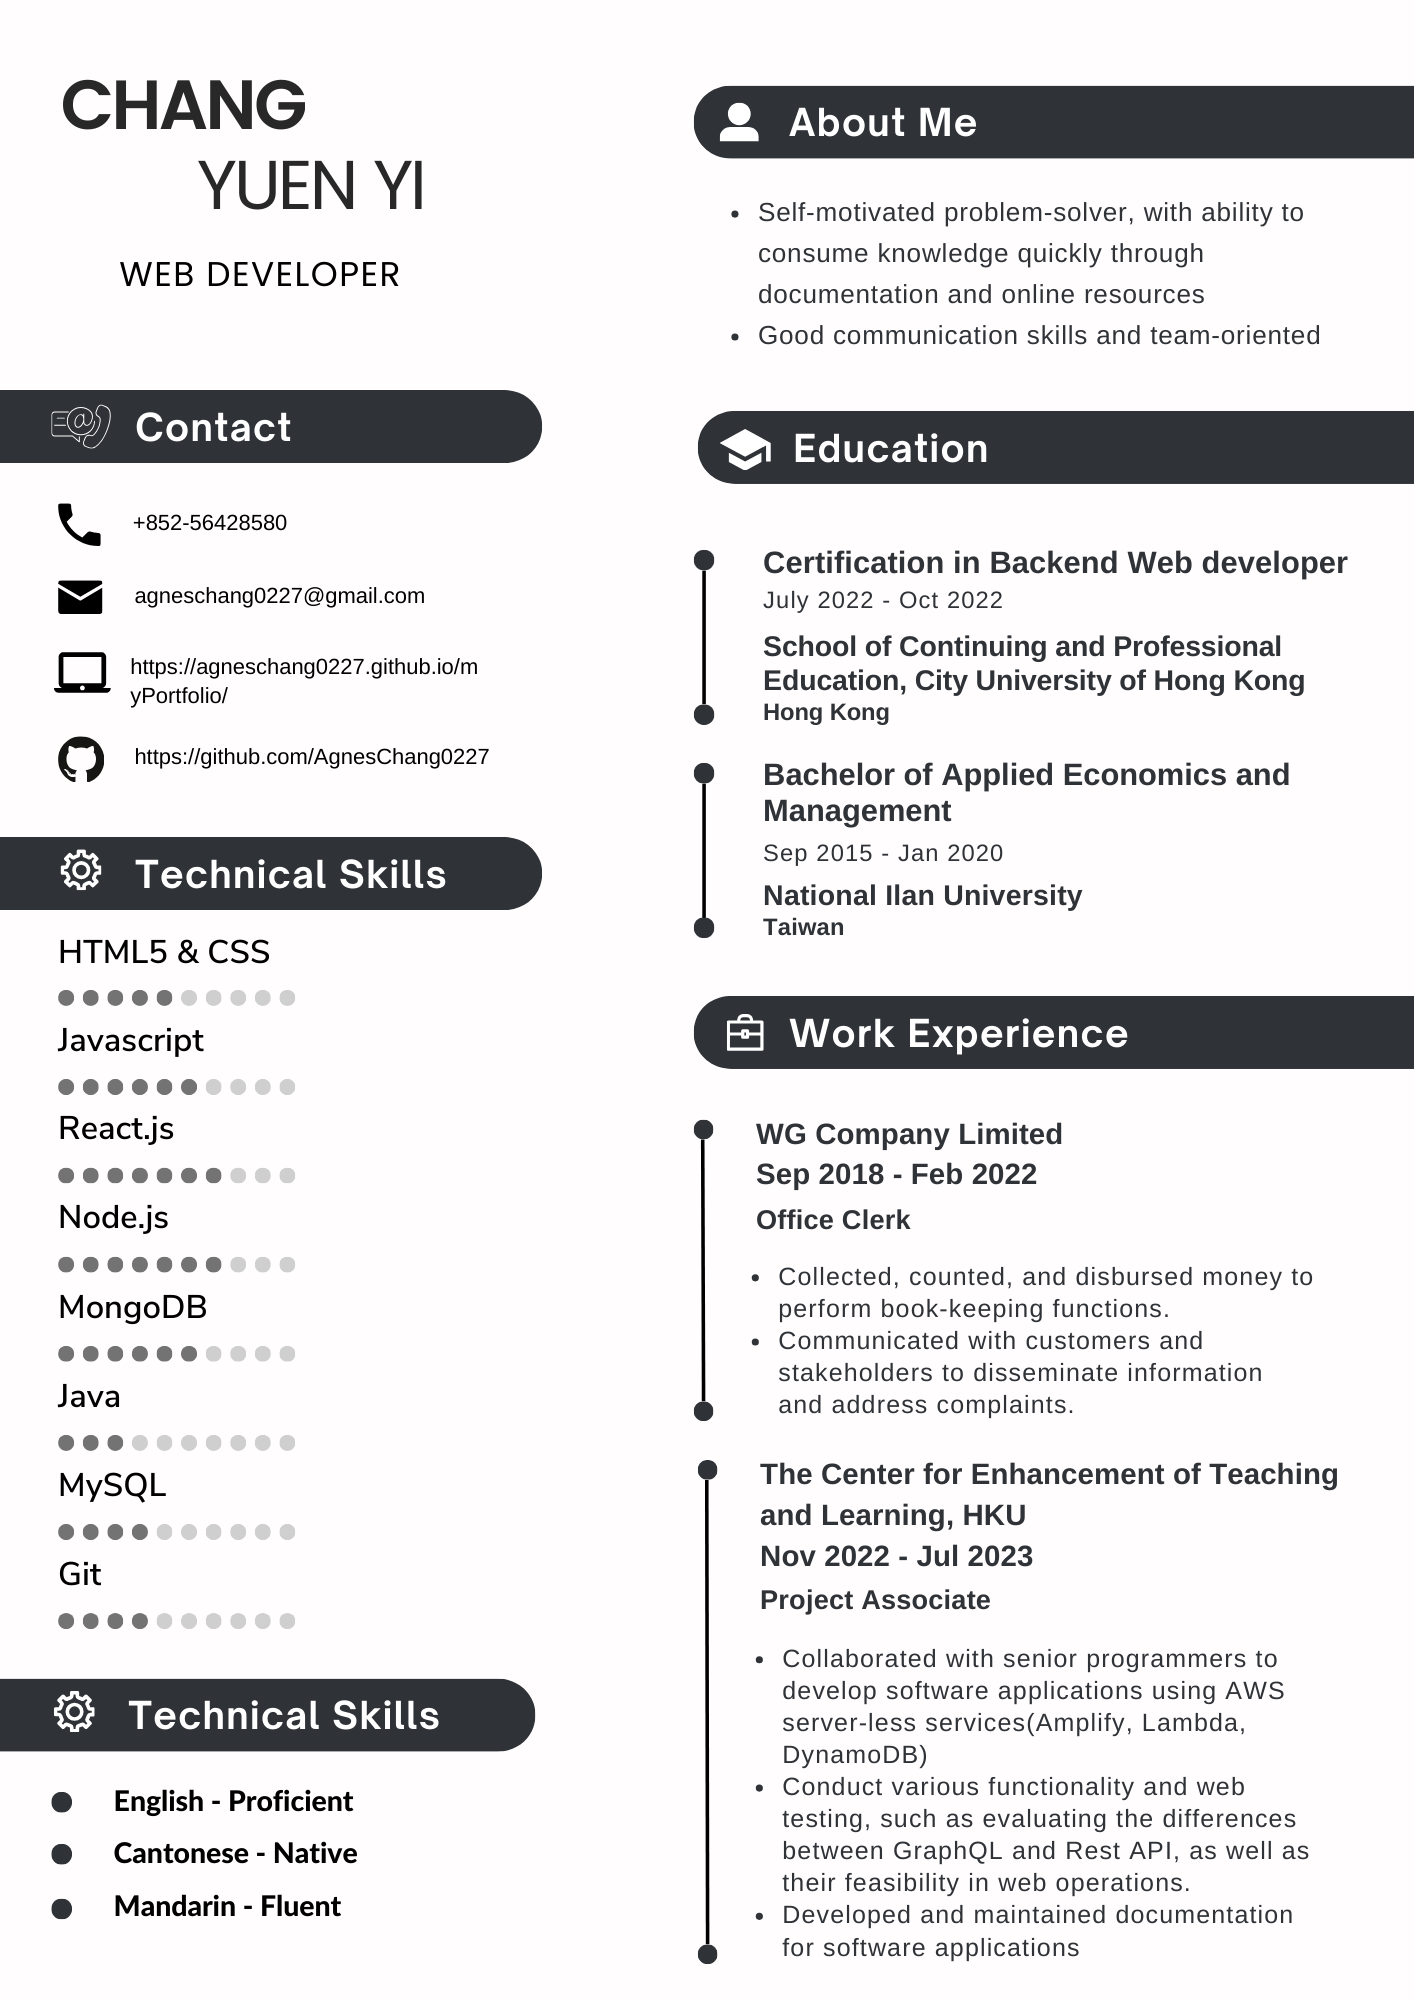 CHANG
YUEN YI
WEB DEVELOPER
Contact
+852-56428580
agneschang0227@gmail.com
https://agneschang0227.github.io/m
yPortfolio/
https://github.com/AgnesChang0227
Technical Skills
HTML5 & CSS
Javascript
React.js
Node.js
MongoDB
Java
MySQL
Git
Technical Skills
English - Proficient
Cantonese - Native
Mandarin - Fluent
About Me
• Self-motivated problem-solver, with ability to
consume knowledge quickly through
documentation and online resources
• Good communication skills and team-oriented
Education
Certification in Backend Web developer
July 2022 - Oct 2022
School of Continuing and Professional
Education, City University of Hong Kong
Hong Kong
Bachelor of Applied Economics and
Management
Sep 2015 - Jan 2020
National Ilan University
Taiwan
Work Experience
WG Company Limited
Sep 2018 - Feb 2022
Office Clerk
• Collected, counted, and disbursed money to
perform book-keeping functions.
• Communicated with customers and
stakeholders to disseminate information
and address complaints.
The Center for Enhancement of Teaching
and Learning, HKU
Nov 2022 - Jul 2023
Project Associate
• Collaborated with senior programmers to
develop software applications using AWS
server-less services(Amplify, Lambda,
DynamoDB)
• Conduct various functionality and web
testing, such as evaluating the differences
between GraphQL and Rest API, as well as
their feasibility in web operations.
• Developed and maintained documentation
for software applications